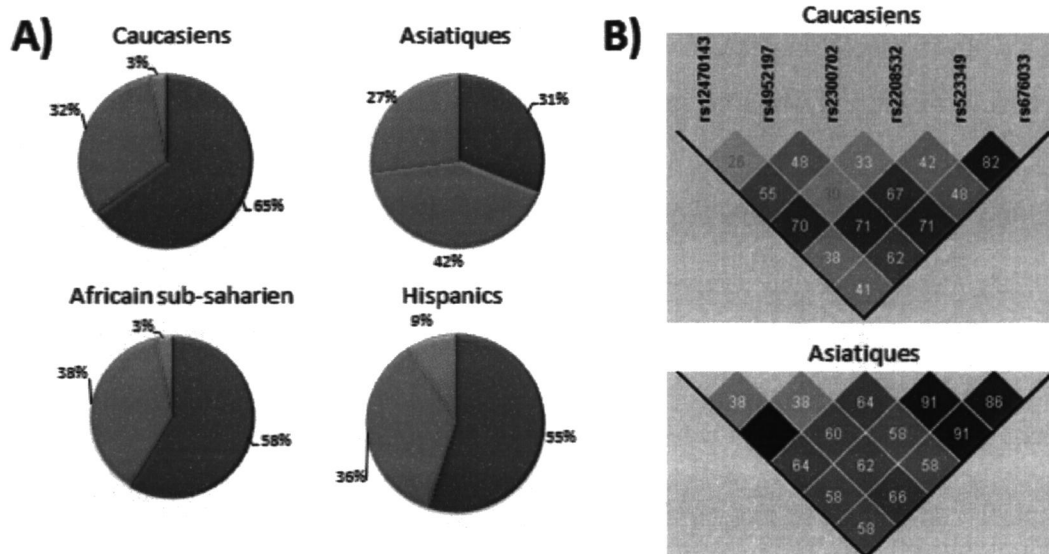 A)
Caucasiens
3%
32%
65%
Asiatiques
27%
31%
42%
Africain sub-saharien
3%
38%
58%
Hispanics
9%
36%
55%
B)
Caucasiens
rs12470143
rs4952197
rs2300702
rs2208532
rs523349
rs676033
26 48 33 42 82
55 39 67 48
70 71 71
38 62
41
Asiatiques
38 38 64 91 86
60 58 91
64 62 58
58 66
58